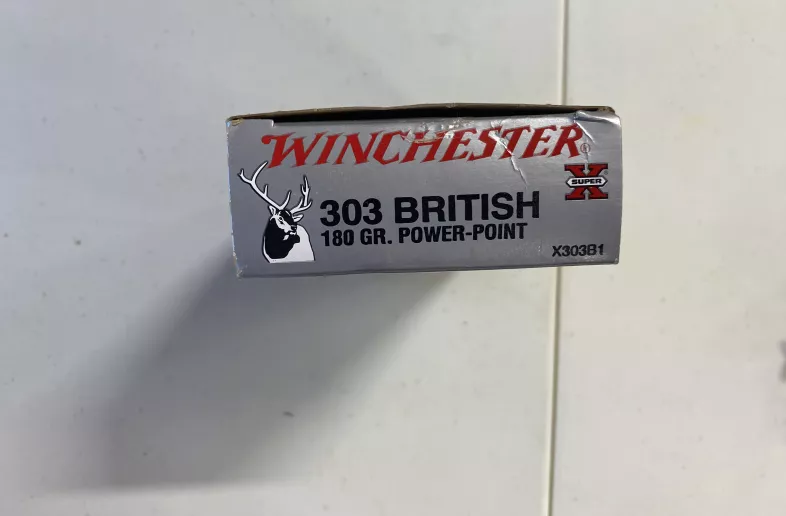 WINCHESTER®
SUPER X
303 BRITISH
180 GR. POWER-POINT
X303B1